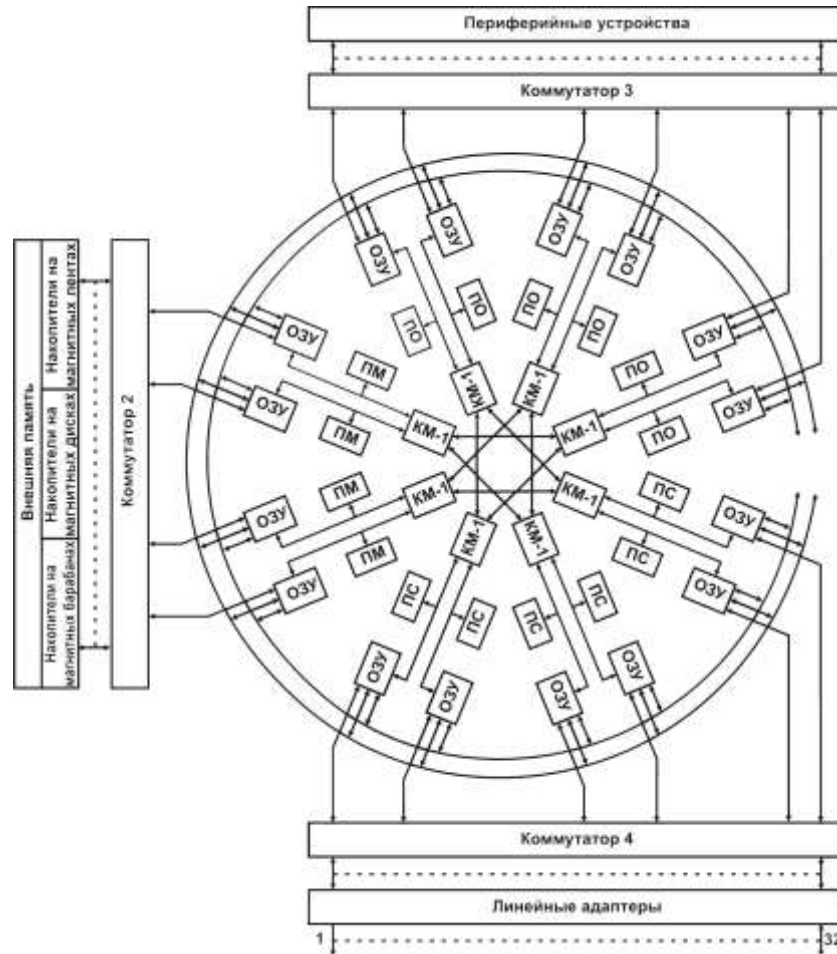 Периферийные устройства
Коммутатор 3
Внешняя память
Накопители на
магнитных барабанах
Накопители на
магнитных дисках
Накопители на
магнитных пентах
Коммутатор 2
ОЗУ
ОЗУ
ОЗУ
ОЗУ
ПО
ПО
ПО
ПО
ОЗУ
ОЗУ
ПМ
ПО
КМ-1
КМ-1
ОЗУ
ОЗУ
ПМ
ПО
КМ-1
КМ-1
КМ-1
КМ-1
ПМ
ПС
ОЗУ
ОЗУ
ПМ
ПС
КМ-1
КМ-1
ОЗУ
ОЗУ
ПС
ПС
ПС
ПС
ОЗУ
ОЗУ
ОЗУ
ОЗУ
Коммутатор 4
Линейные адаптеры
1
32